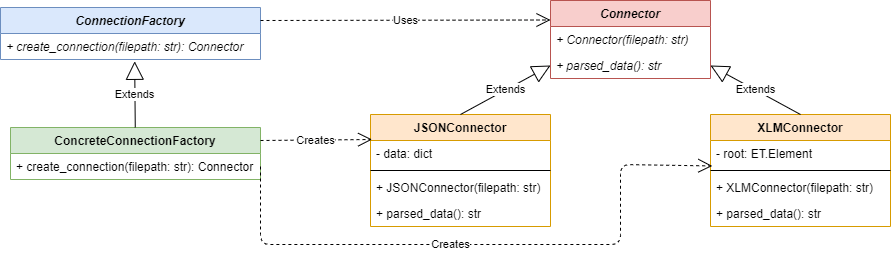 ConnectionFactory
+ create_connection(filepath: str): Connector
Uses
Connector
+ Connector(filepath: str)
+ parsed_data(): str
Extends
Extends
Extends
ConcreteConnectionFactory
+ create_connection(filepath: str): Connector
Creates
JSONConnector
- data: dict
+ JSONConnector(filepath: str)
+ parsed_data(): str
XLMConnector
- root: ET.Element
+ XLMConnector(filepath: str)
+ parsed_data(): str
Creates